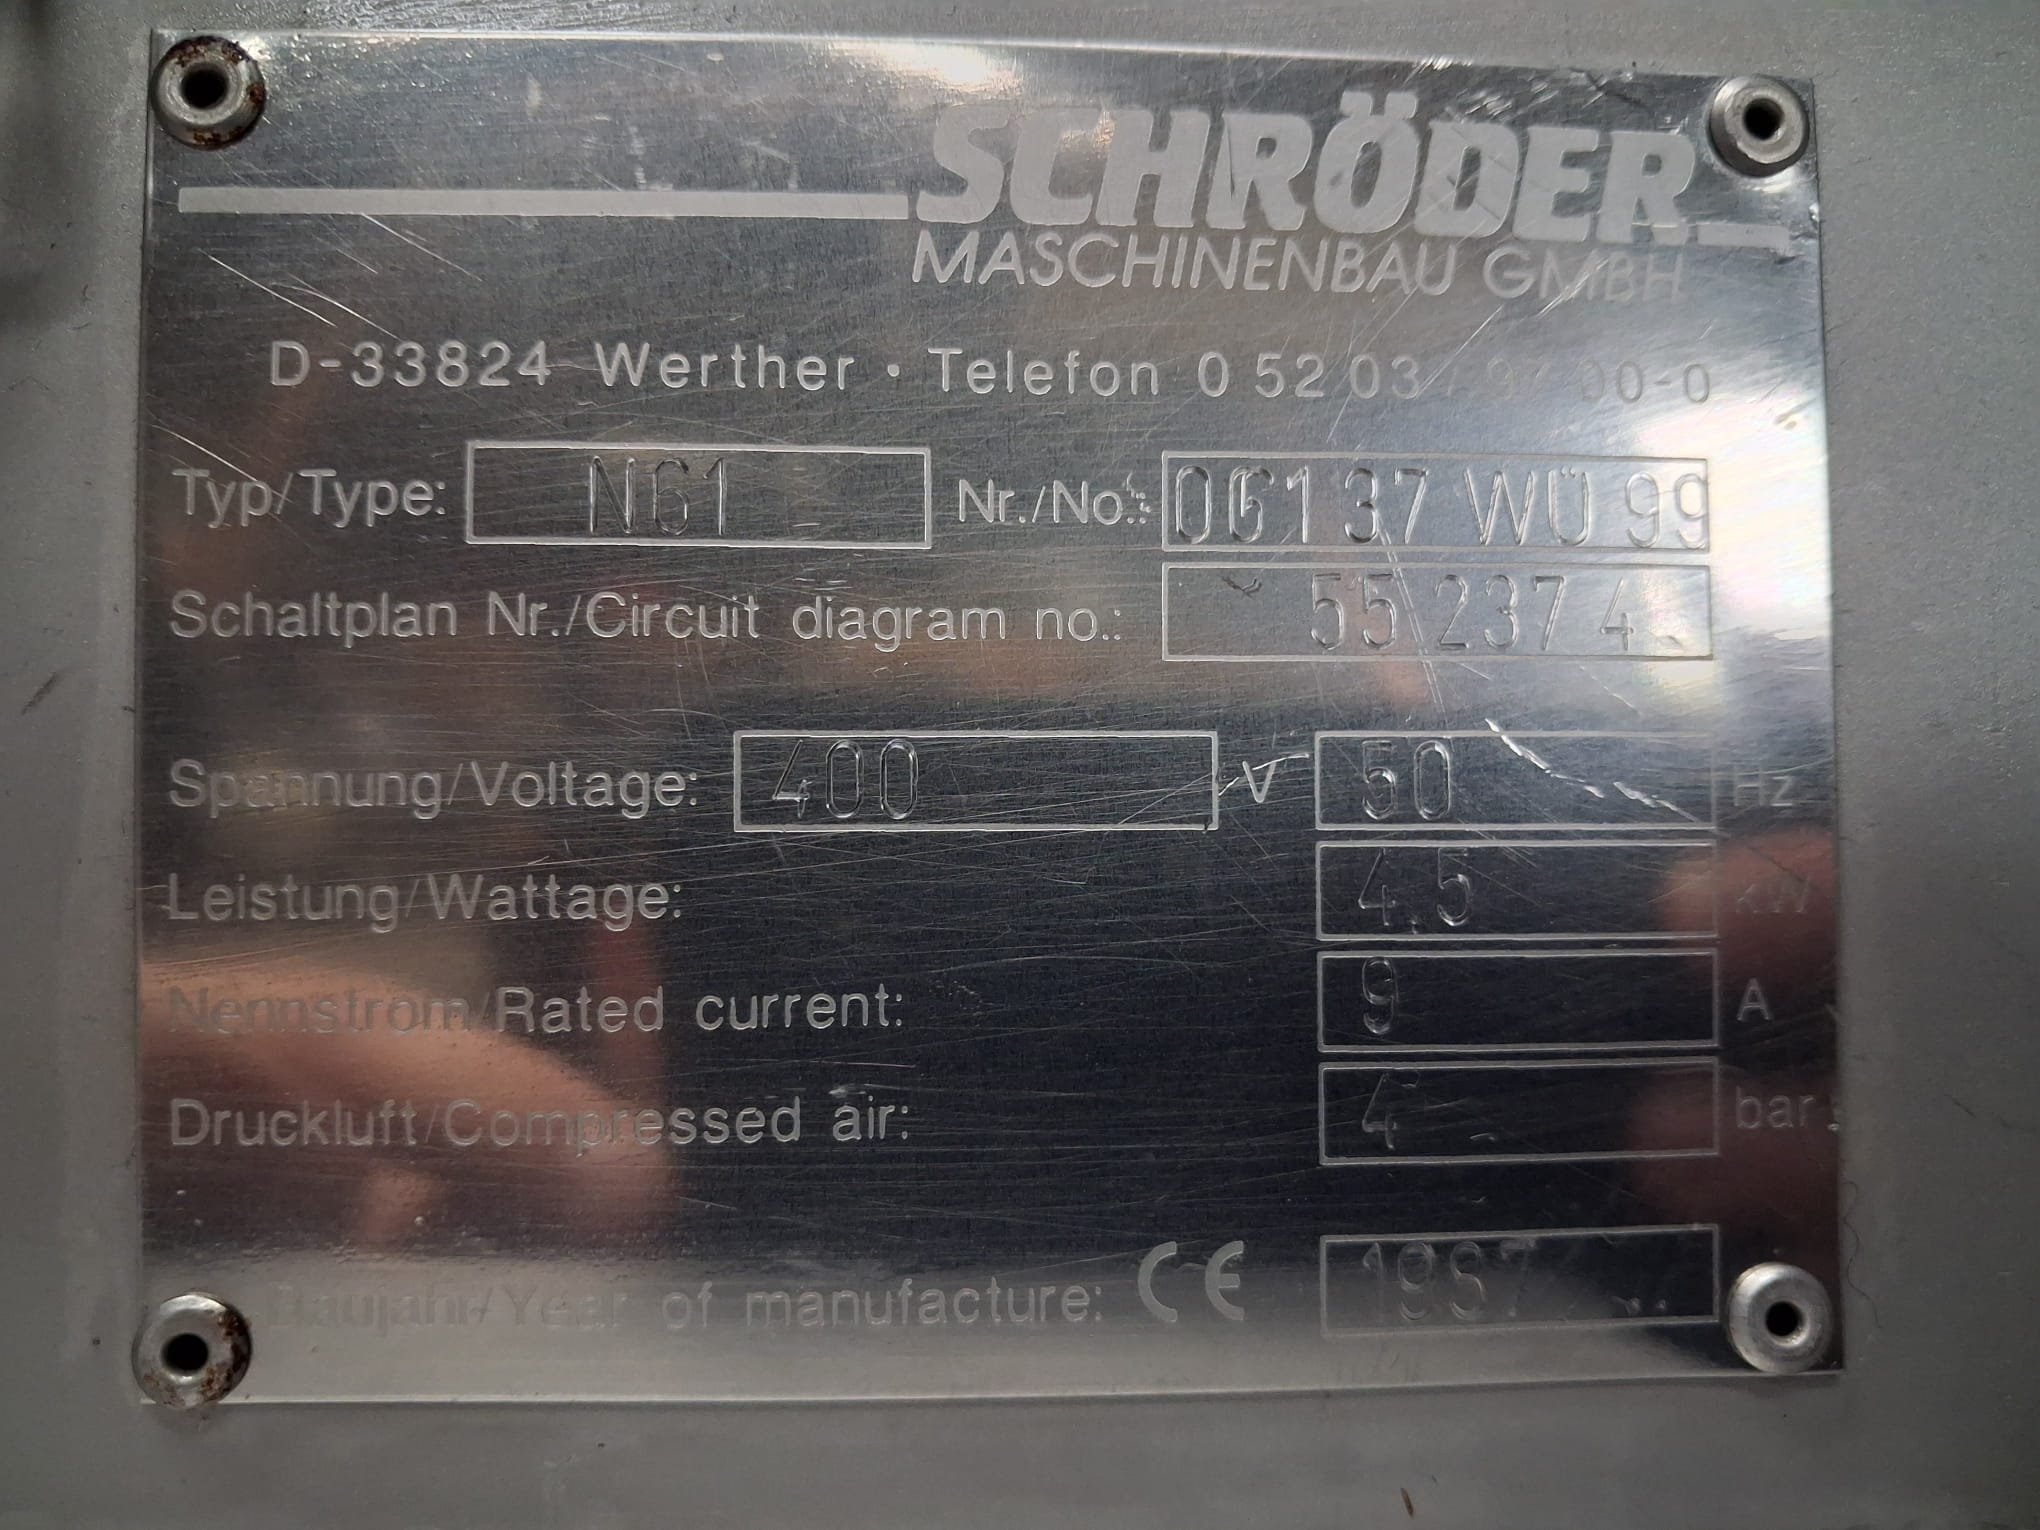 SCHRÖDER
MASCHINENBAU GMBH
D-33824 Werther · Telefon 0 52 03 / 97 00-0
Typ/Type: N61 Nr./No.: 06137 WÜ 99
Schaltplan Nr./Circuit diagram no.: 55 237 4
Spannung/Voltage: 400 V 50 Hz
Leistung/Wattage: 4.5 kW
Nennstrom/Rated current: 9 A
Druckluft/Compressed air: 4 bar
Baujahr/Year of manufacture: CE 1997